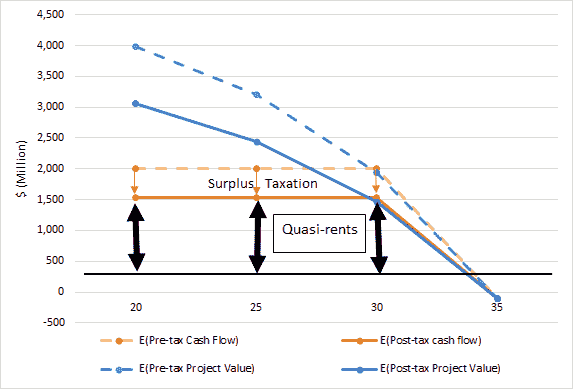 4,500
4,000
3,500
3,000
2,500
2,000
1,500
1,000
500
0
-500
$ (Million)
Surplus Taxation
Quasi-rents
20 25 30 35
E(Pre-tax Cash Flow) E(Post-tax cash flow)
E(Pre-tax Project Value) E(Post-tax Project Value)